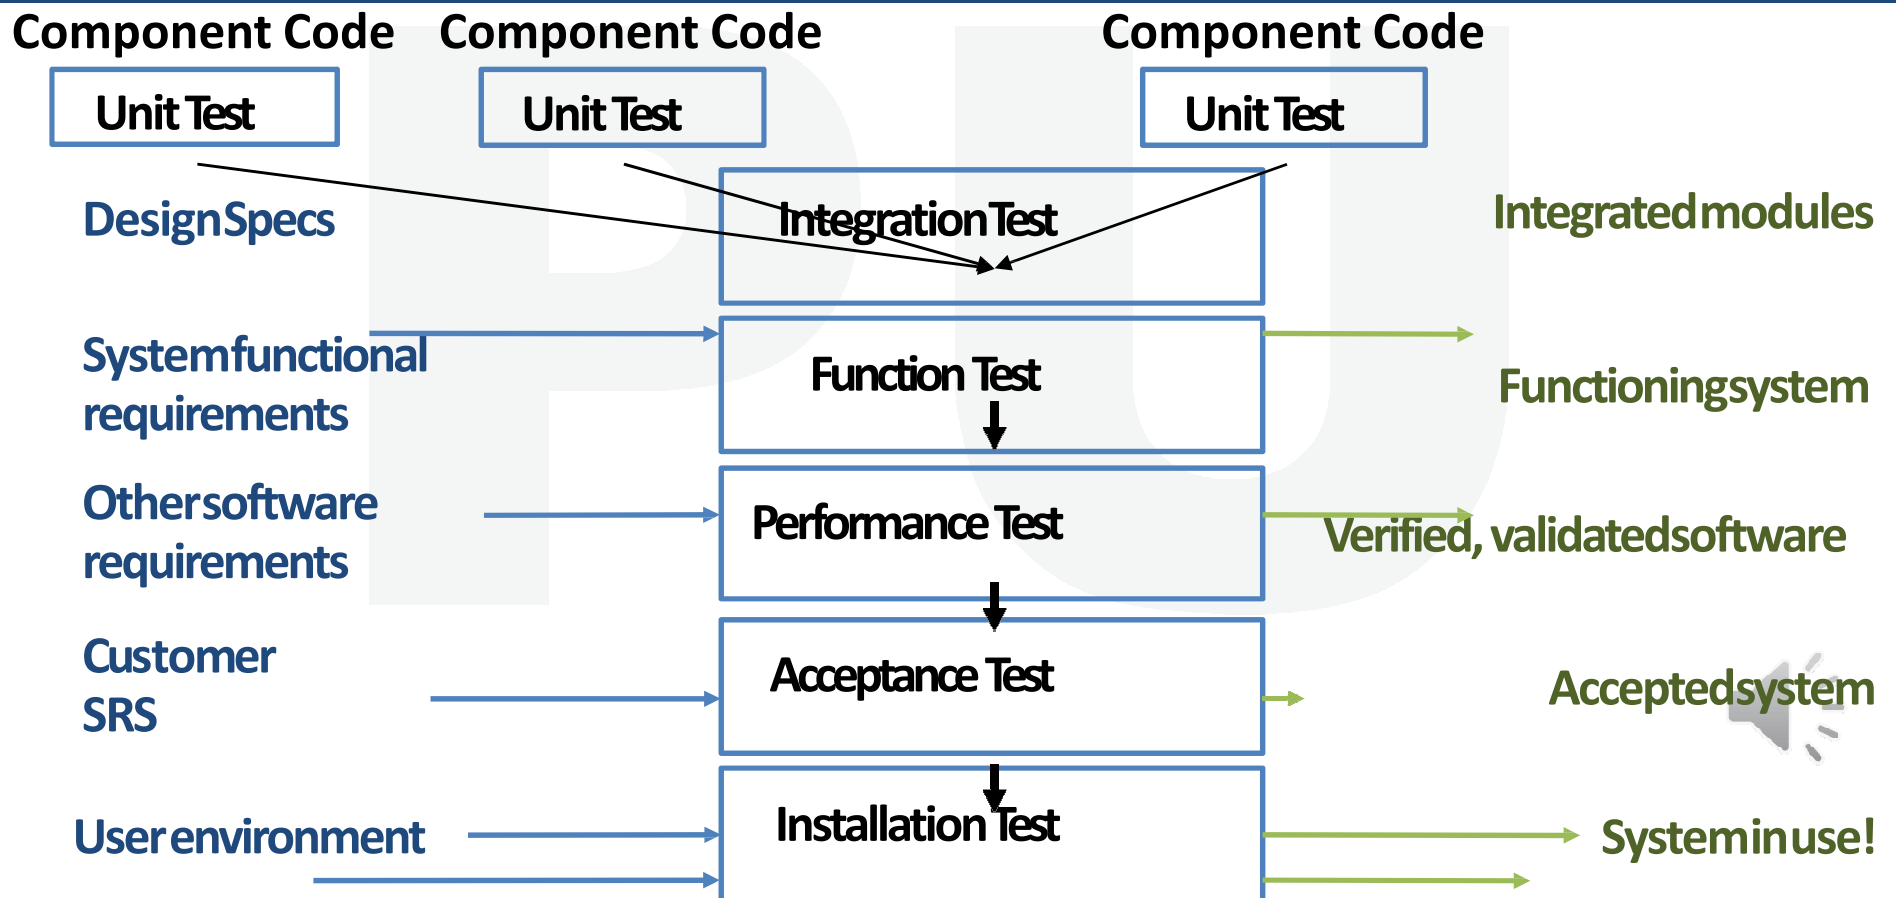 Component Code Component Code Component Code
Unit Test Unit Test Unit Test
Design Specs Integration Test Integrated modules
System functional
requirements
Function Test
Functioning system
Other software
requirements
Performance Test
Verified, validated software
Customer
SRS
Acceptance Test
Accepted system
User environment Installation Test System in use!
PU